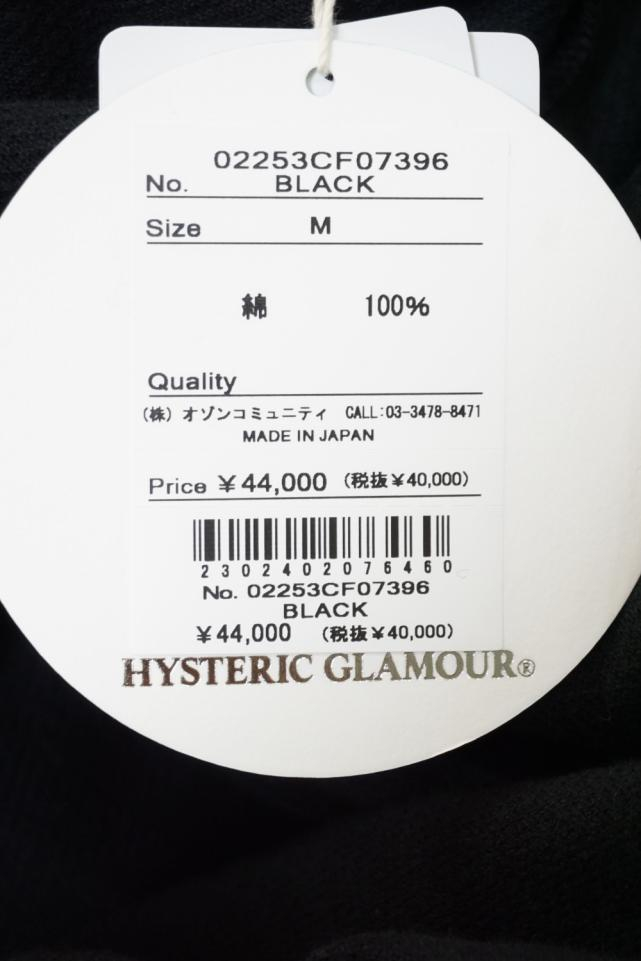 02253CF07396
No. BLACK
Size M
綿 100%
Quality
(株) オゾンコミュニティ CALL:03-3478-8471
MADE IN JAPAN
Price ¥44,000 (税抜¥40,000)
2302402076460
No. 02253CF07396
BLACK
¥44,000 (税抜¥40,000)
HYSTERIC GLAMOUR®